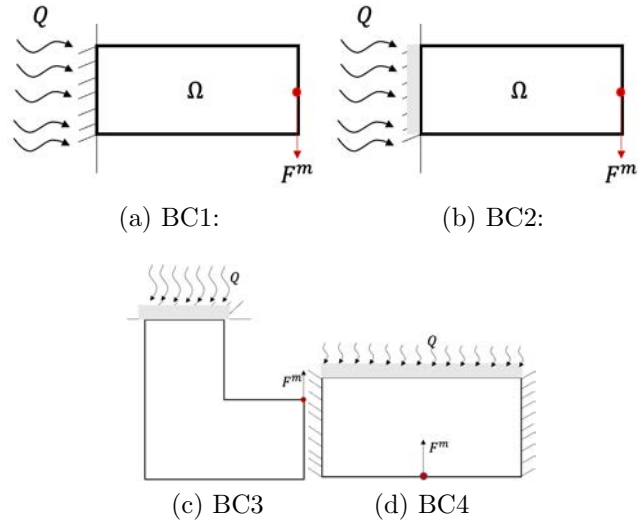 Q
Ω
F^m
(a) BC1:
Q
Ω
F^m
(b) BC2:
Q
F^m
(c) BC3
Q
F^m
(d) BC4